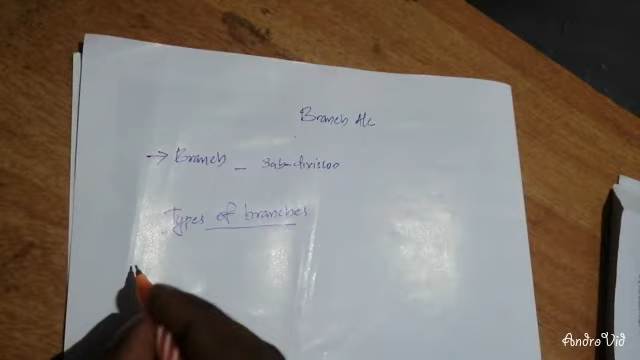 Branch A/c
→ Branch - Sub-division
Types of branches
AndroVid